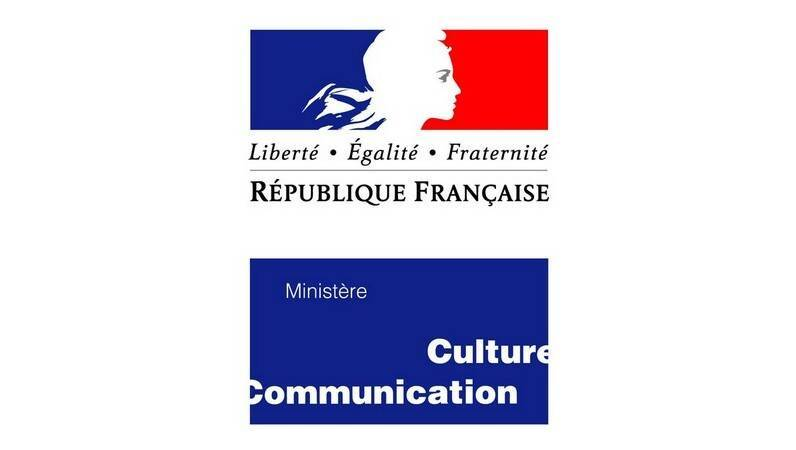 Liberté • Égalité • Fraternité
RÉPUBLIQUE FRANÇAISE
Ministère
Culture
Communication